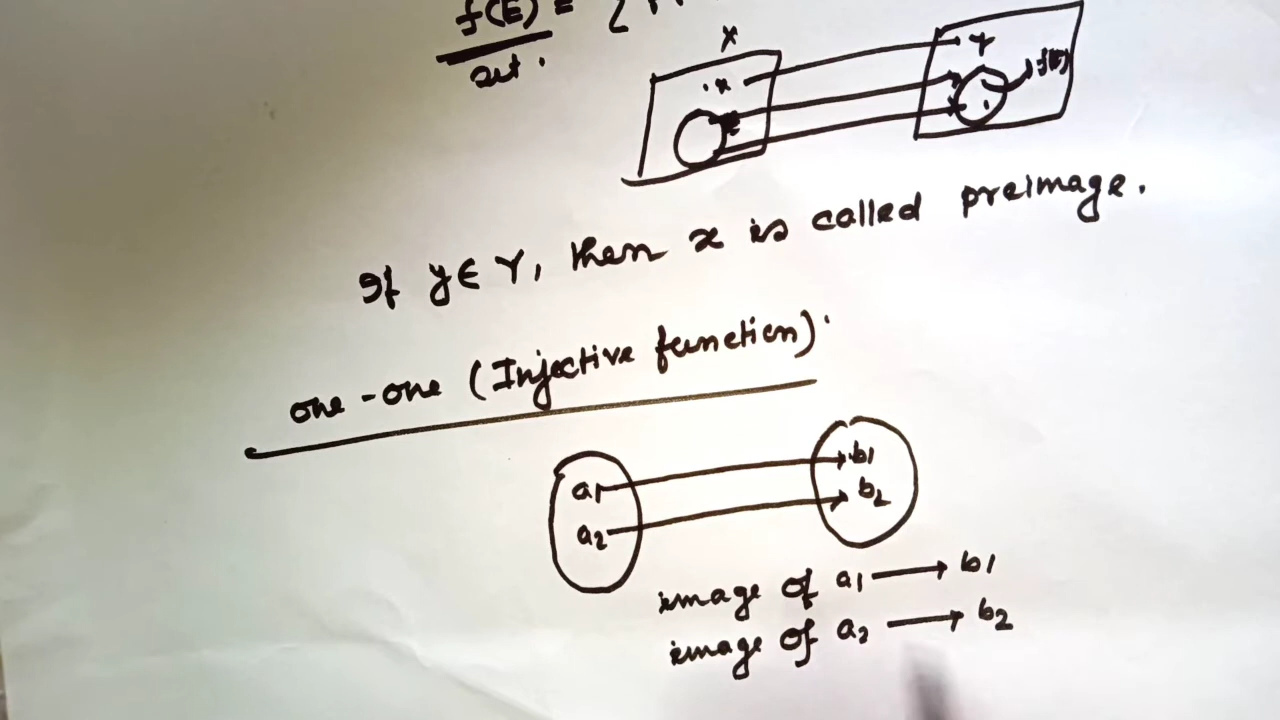 f(E) = {
set.
X
.x
E
Y
f(E)
If y ∈ Y, then x is called preimage.
one-one (Injective function).
a1
b1
a2
b2
image of a1 → b1
image of a2 → b2